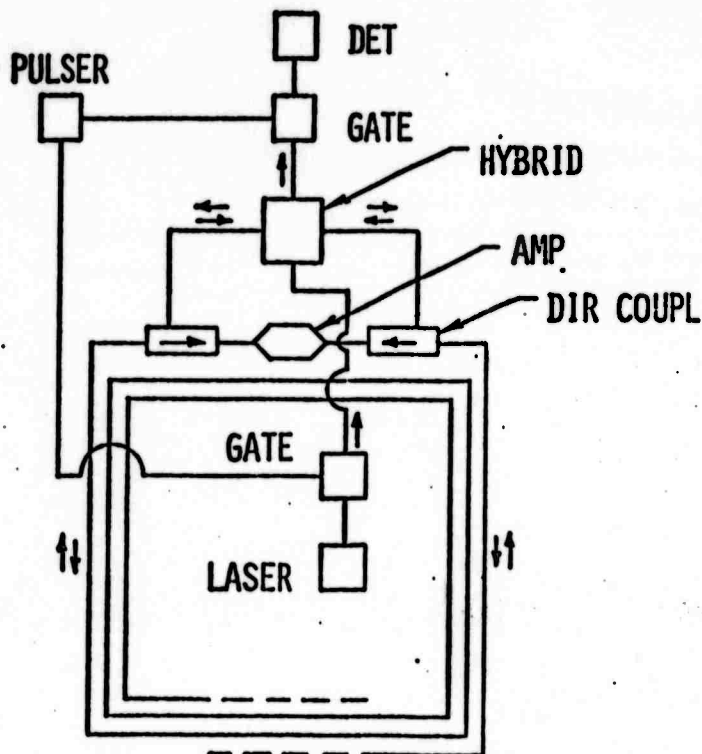 DET
PULSER
GATE
HYBRID
AMP
DIR COUPL
GATE
LASER